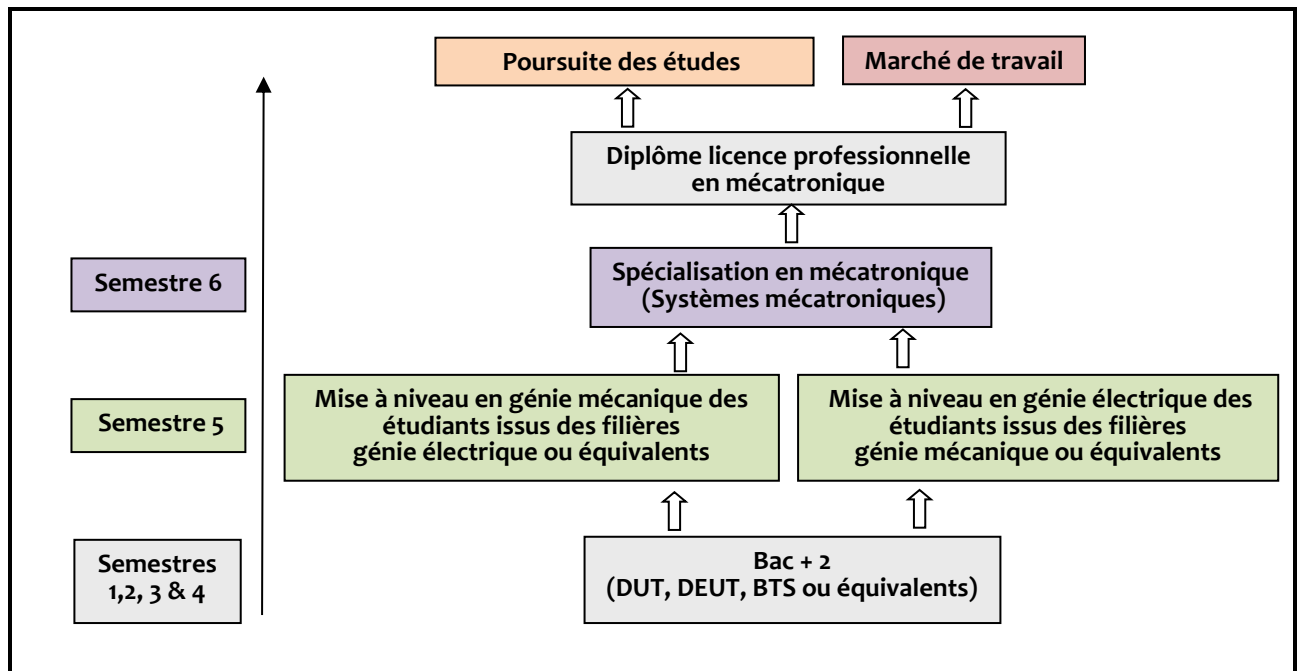 Poursuite des études
Marché de travail
Diplôme licence professionnelle
en mécatronique
Semestre 6
Spécialisation en mécatronique
(Systèmes mécatroniques)
Semestre 5
Mise à niveau en génie mécanique des
étudiants issus des filières
génie électrique ou équivalents
Mise à niveau en génie électrique des
étudiants issus des filières
génie mécanique ou équivalents
Semestres
1,2, 3 & 4
Bac + 2
(DUT, DEUT, BTS ou équivalents)